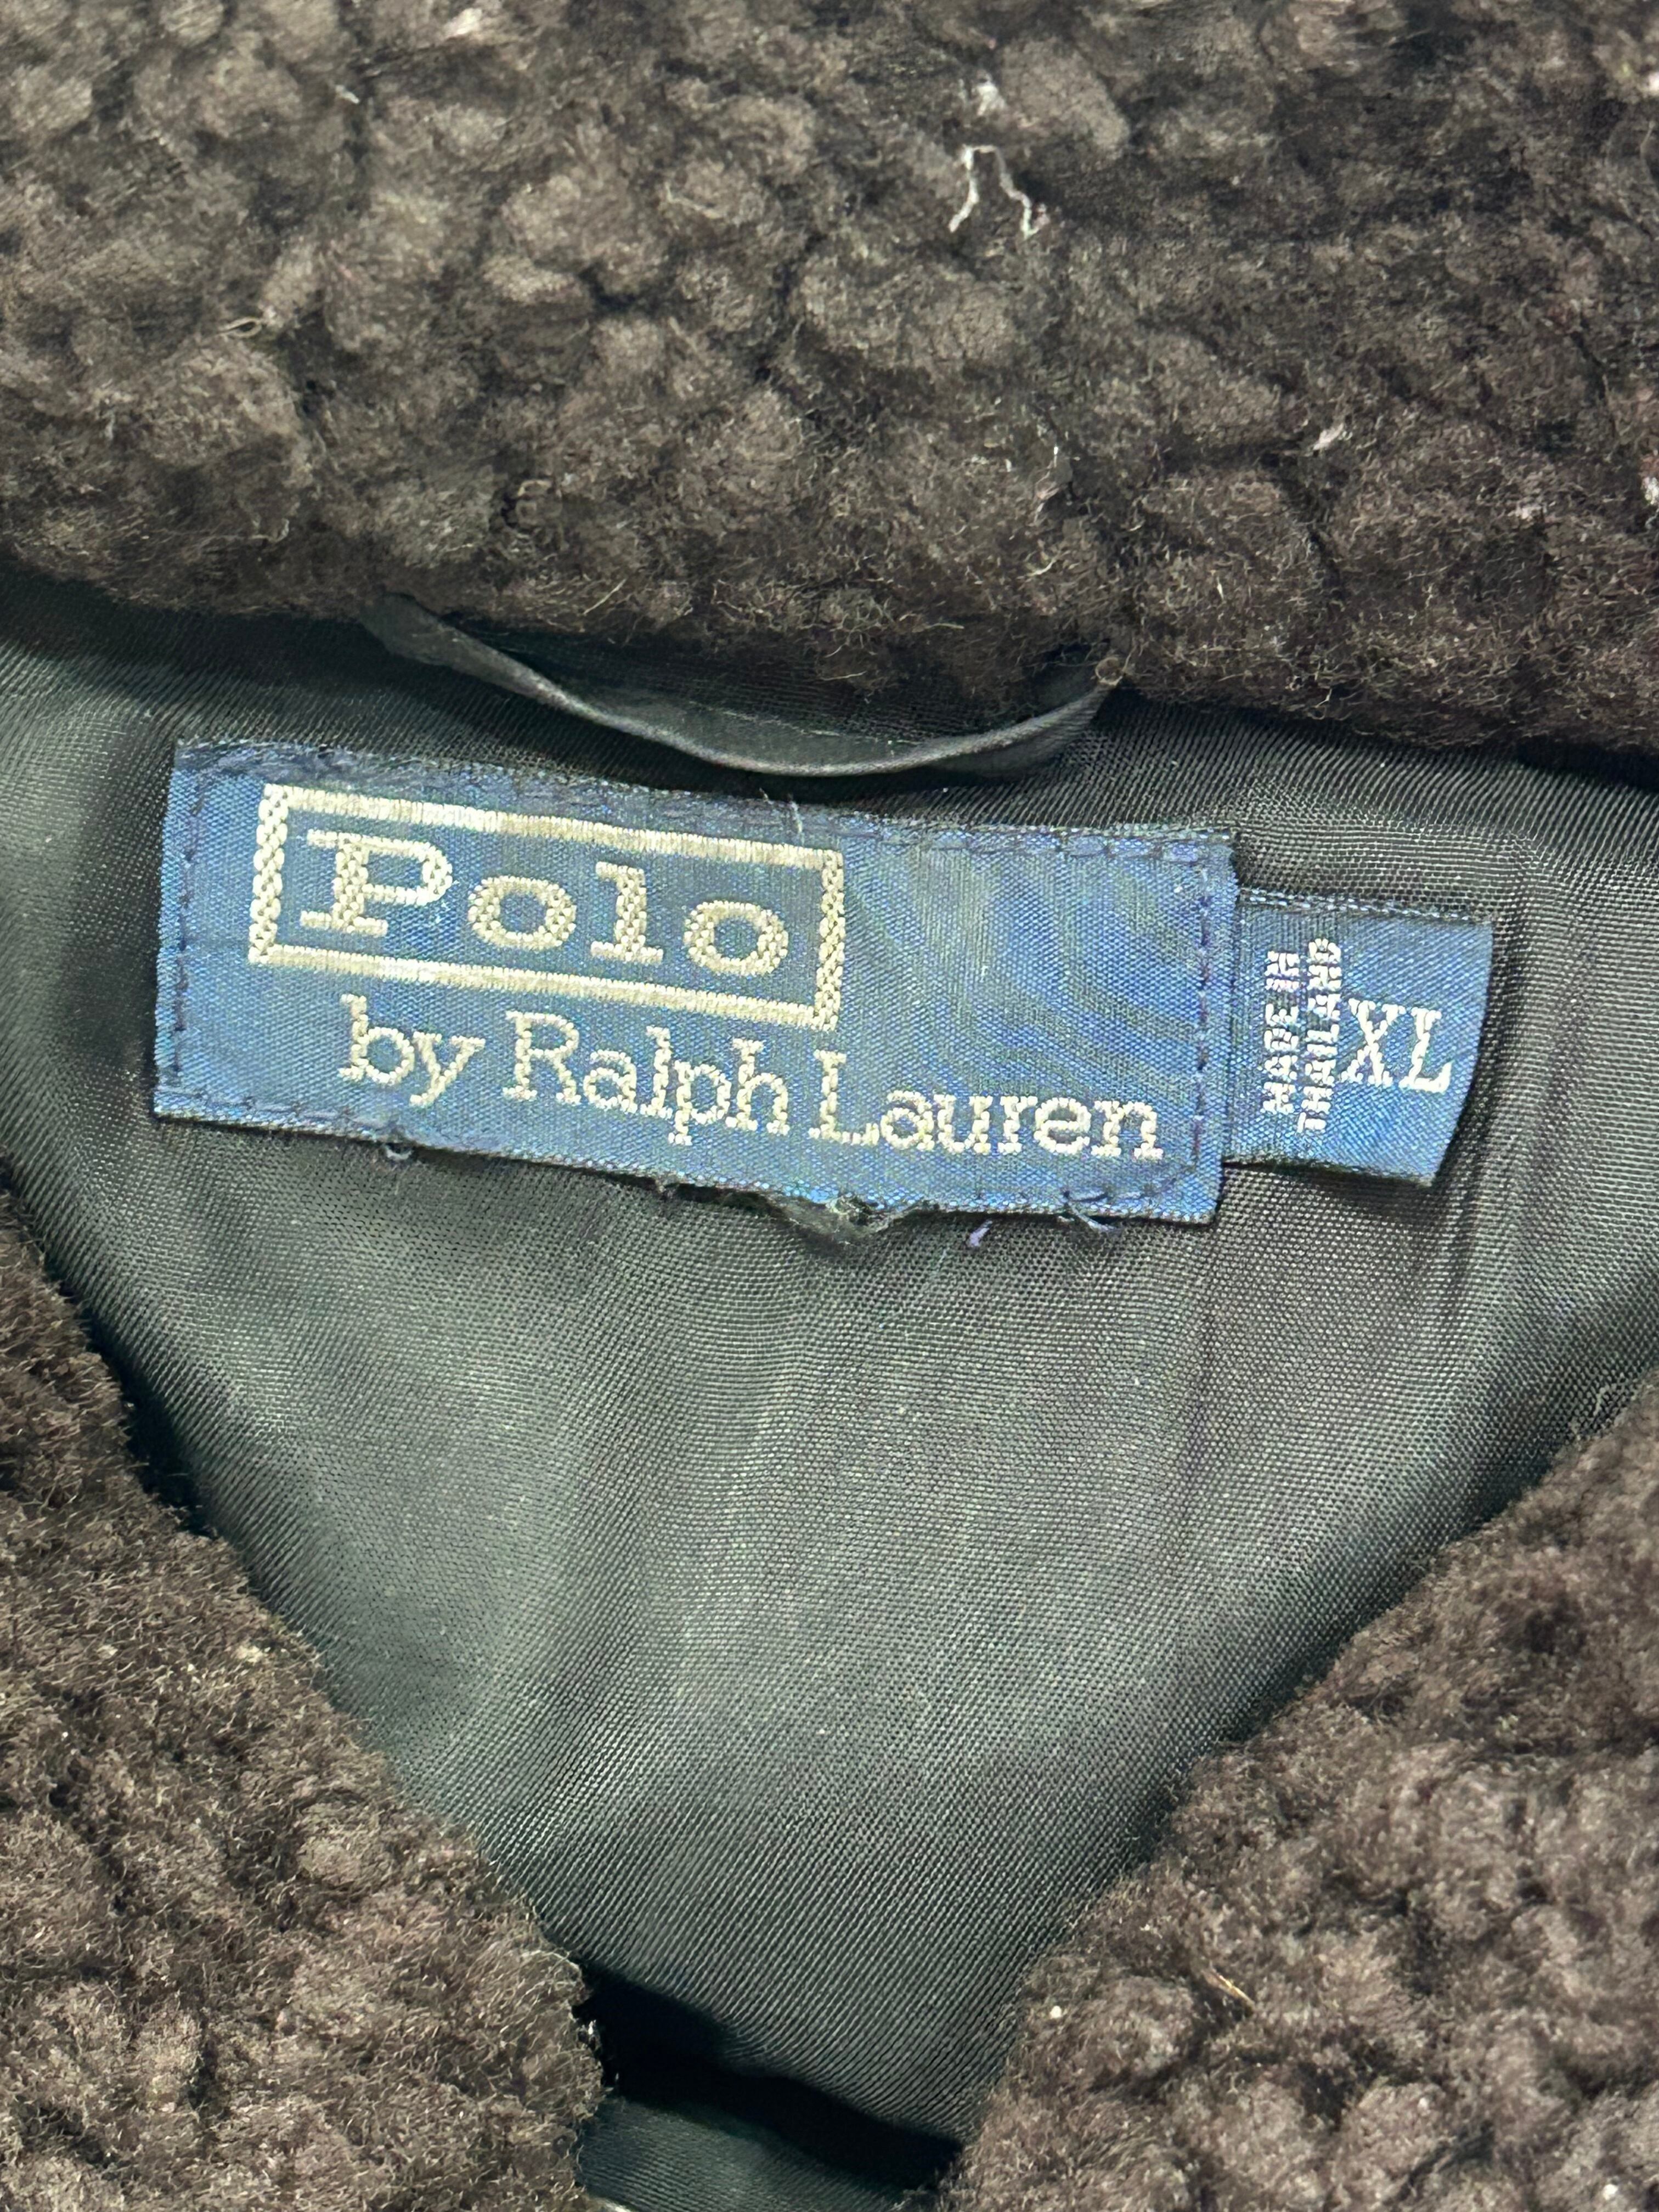 Polo
by Ralph Lauren
MADE IN
THAILAND
XL